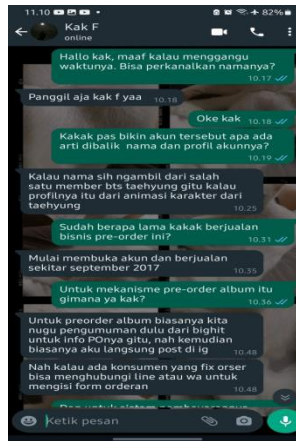 11.10
82%
Kak F
online
Hallo kak, maaf kalau menggangu
waktunya. Bisa perkanalkan namanya?
10.17
Panggil aja kak f yaa 10.18
Oke kak 10.18
Kakak pas bikin akun tersebut apa ada
arti dibalik nama dan profil akunnya?
10.19
Kalau nama sih ngambil dari salah
satu member bts taehyung gitu kalau
profilnya itu dari animasi karakter dari
taehyung 10.25
Sudah berapa lama kakak berjualan
bisnis pre-order ini? 10.31
Mulai membuka akun dan berjualan
sekitar september 2017 10.35
Untuk mekanisme pre-order album itu
gimana ya kak? 10.36
Untuk preorder album biasanya kita
nugu pengumuman dulu dari bighit
untuk info POnya gitu, nah kemudian
biasanya aku langsung post di ig 10.48
Nah kalau ada konsumen yang fix orser
bisa menghubungi line atau wa untuk
mengisi form orderan 10.48
Ketik pesan